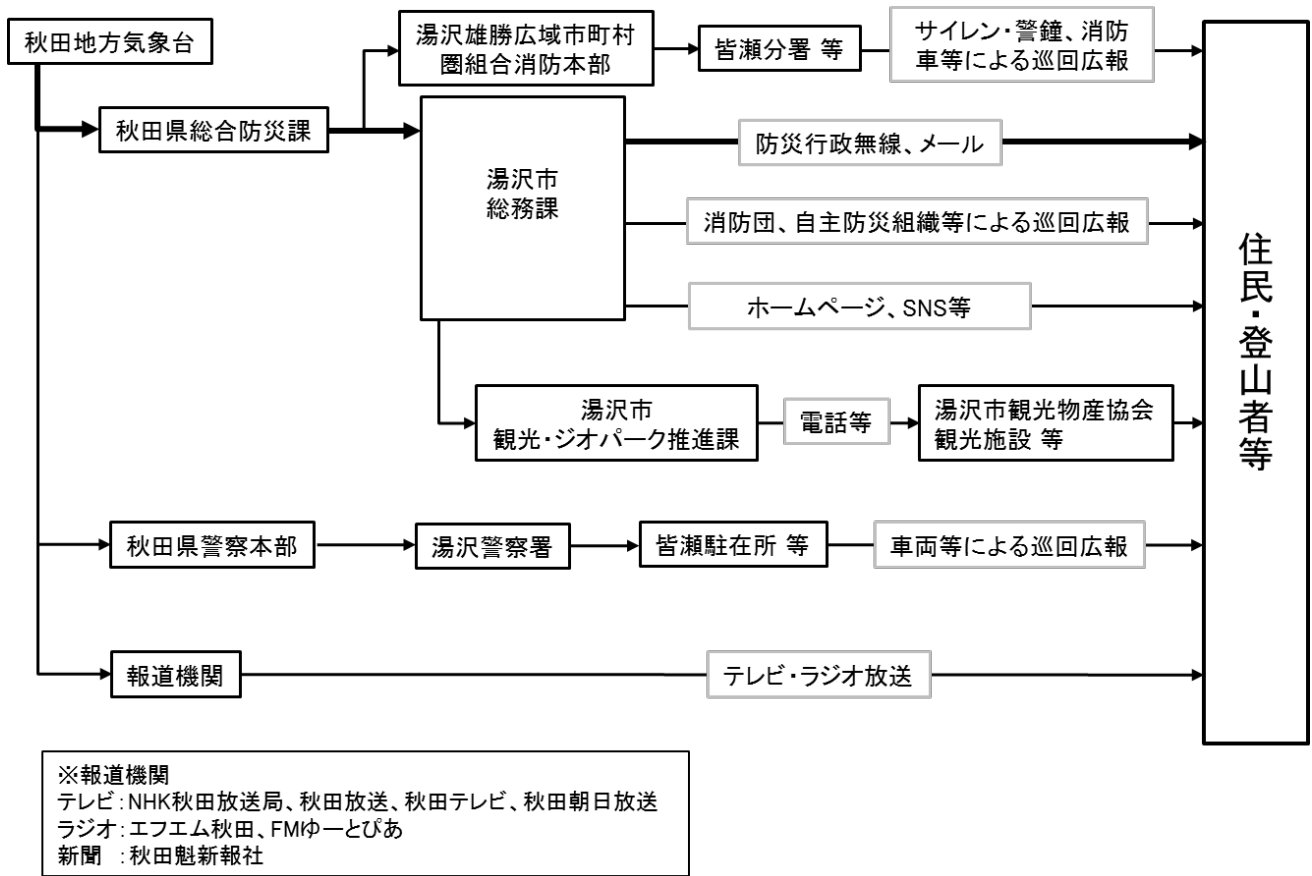 秋田地方気象台
湯沢雄勝広域市町村
圏組合消防本部
皆瀬分署 等
サイレン・警鐘、消防
車等による巡回広報
秋田県総合防災課
湯沢市
総務課
防災行政無線、メール
消防団、自主防災組織等による巡回広報
ホームページ、SNS等
湯沢市
観光・ジオパーク推進課
電話等
湯沢市観光物産協会
観光施設 等
秋田県警察本部
湯沢警察署
皆瀬駐在所 等
車両等による巡回広報
報道機関
テレビ・ラジオ放送
住民・登山者等
※報道機関
テレビ：NHK秋田放送局、秋田放送、秋田テレビ、秋田朝日放送
ラジオ：エフエム秋田、FMゆーとぴあ
新聞　：秋田魁新報社